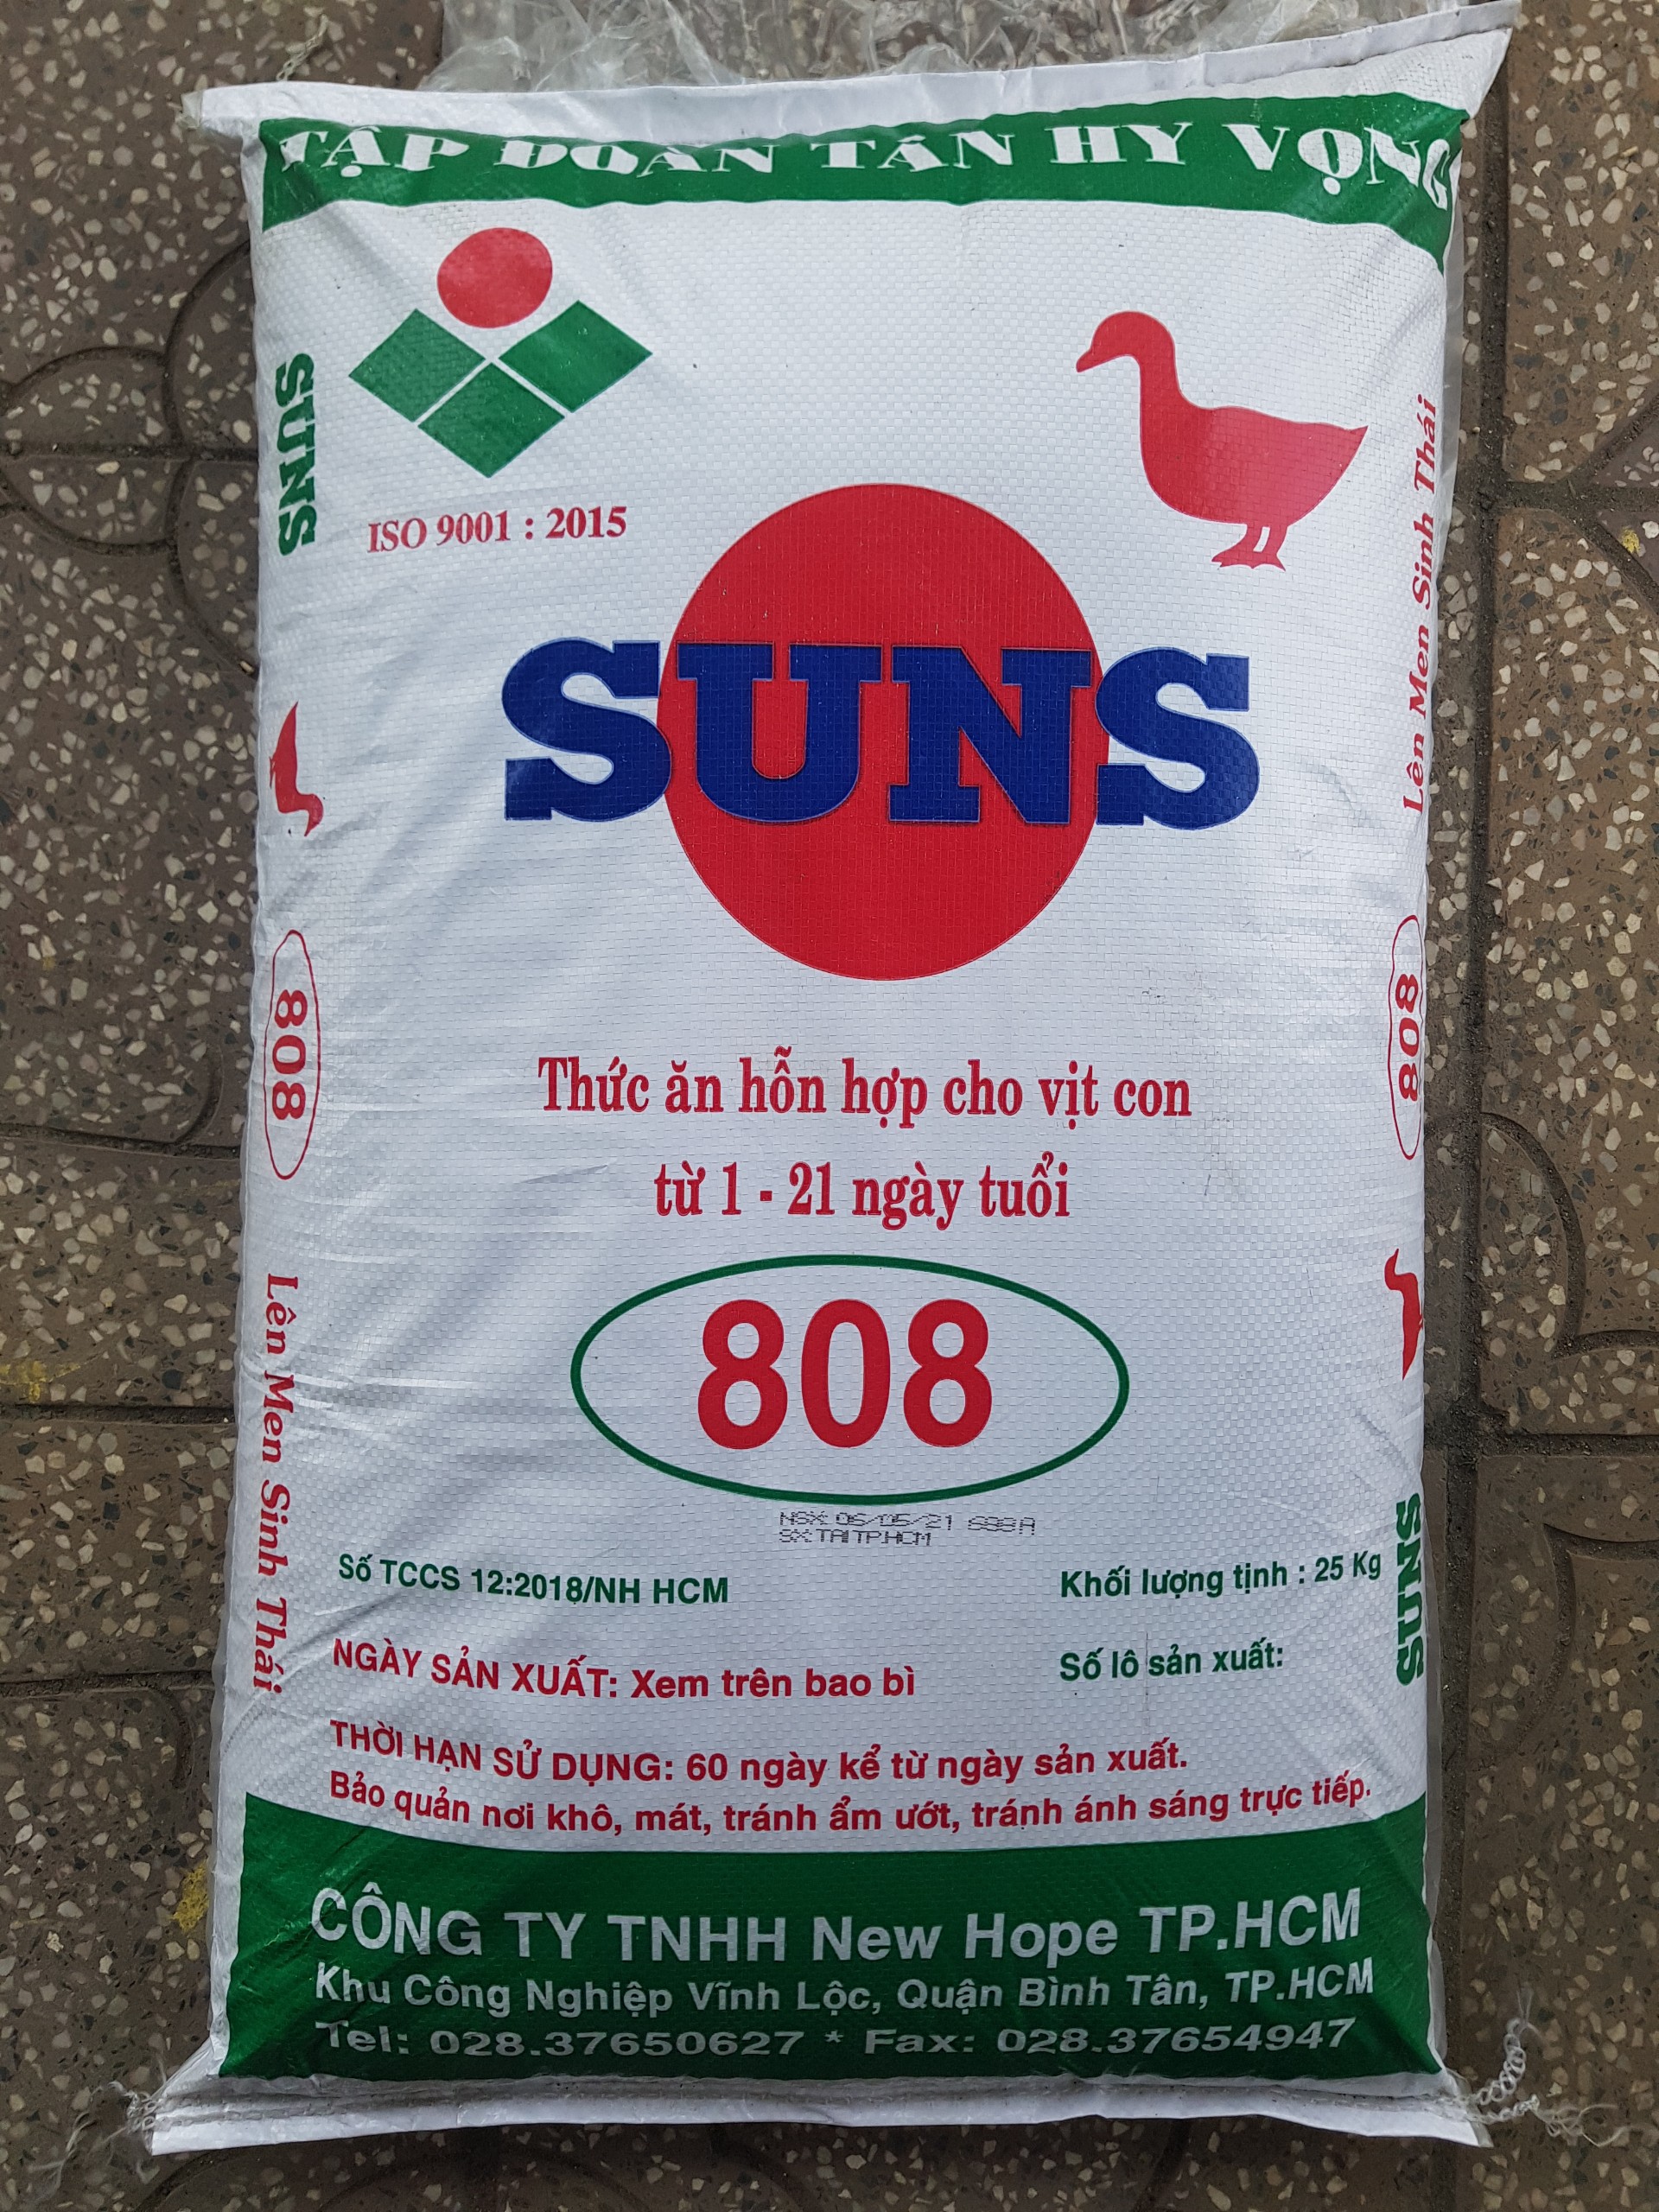 TẬP ĐOÀN TÂN HY VỌNG
ISO 9001 : 2015
SUNS
Thức ăn hỗn hợp cho vịt con
từ 1 - 21 ngày tuổi
808
NSX: 06/05/21 888A
SX: TAI TP.HCM
Số TCCS 12:2018/NH HCM
Khối lượng tịnh : 25 Kg
NGÀY SẢN XUẤT: Xem trên bao bì
Số lô sản xuất:
THỜI HẠN SỬ DỤNG: 60 ngày kể từ ngày sản xuất.
Bảo quản nơi khô, mát, tránh ẩm ướt, tránh ánh sáng trực tiếp.
CÔNG TY TNHH New Hope TP.HCM
Khu Công Nghiệp Vĩnh Lộc, Quận Bình Tân, TP.HCM
Tel: 028.37650627 * Fax: 028.37654947
SUNS
808
Lên Men Sinh Thái
Lên Men Sinh Thái
808
SUNS